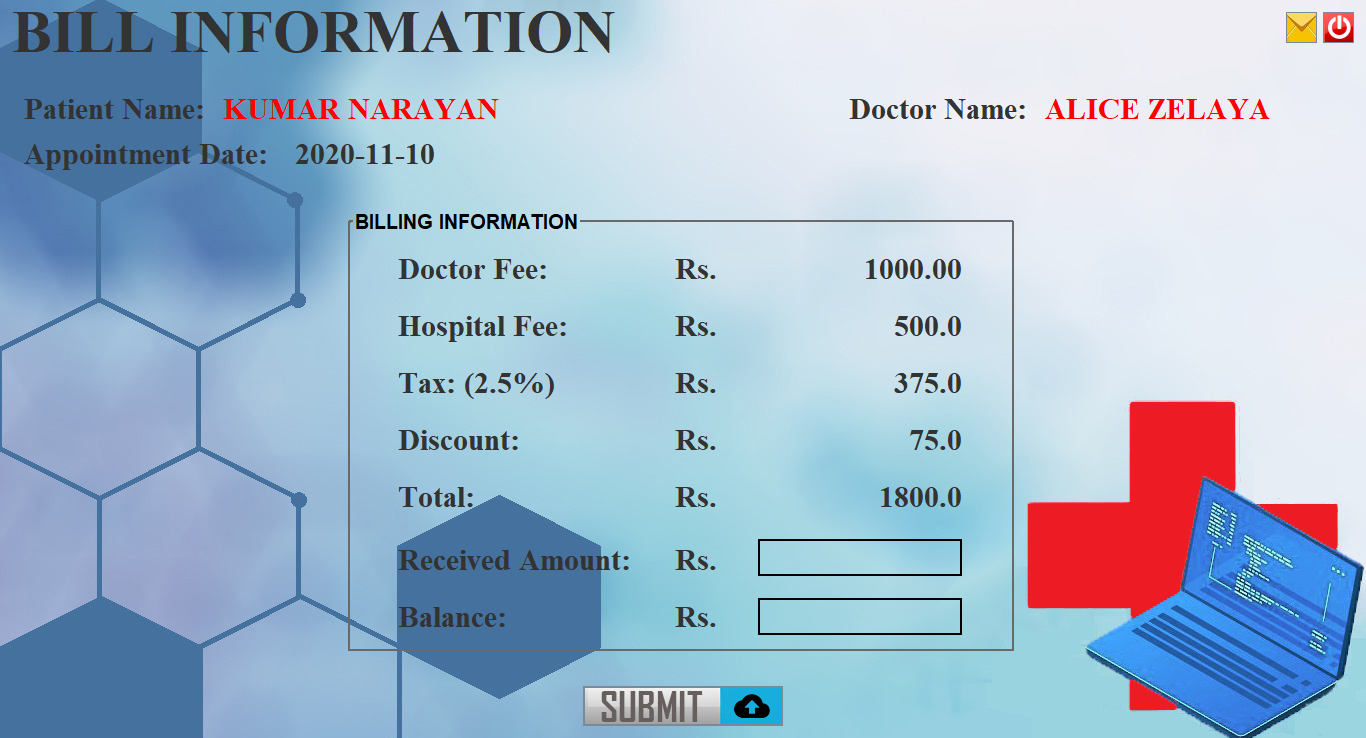 BILL INFORMATION
Patient Name: KUMAR NARAYAN Doctor Name: ALICE ZELAYA
Appointment Date: 2020-11-10
BILLING INFORMATION
Doctor Fee: Rs. 1000.00
Hospital Fee: Rs. 500.0
Tax: (2.5%) Rs. 375.0
Discount: Rs. 75.0
Total: Rs. 1800.0
Received Amount: Rs.
Balance: Rs.
SUBMIT